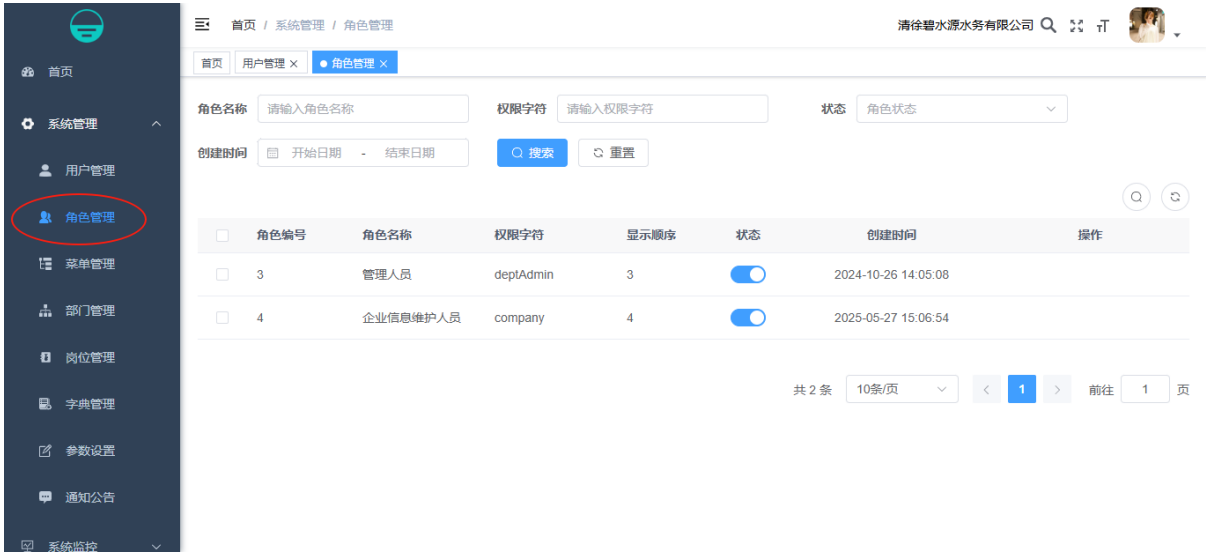 首页 / 系统管理 / 角色管理
清徐碧水源水务有限公司
首页
用户管理 ×
角色管理 ×
首页
系统管理
用户管理
角色管理
菜单管理
部门管理
岗位管理
字典管理
参数设置
通知公告
系统监控
角色名称 请输入角色名称 权限字符 请输入权限字符 状态 角色状态
创建时间 开始日期 - 结束日期 搜索 重置
角色编号 角色名称 权限字符 显示顺序 状态 创建时间 操作
3 管理人员 deptAdmin 3 2024-10-26 14:05:08
4 企业信息维护人员 company 4 2025-05-27 15:06:54
共 2 条 10条/页 < 1 > 前往 1 页